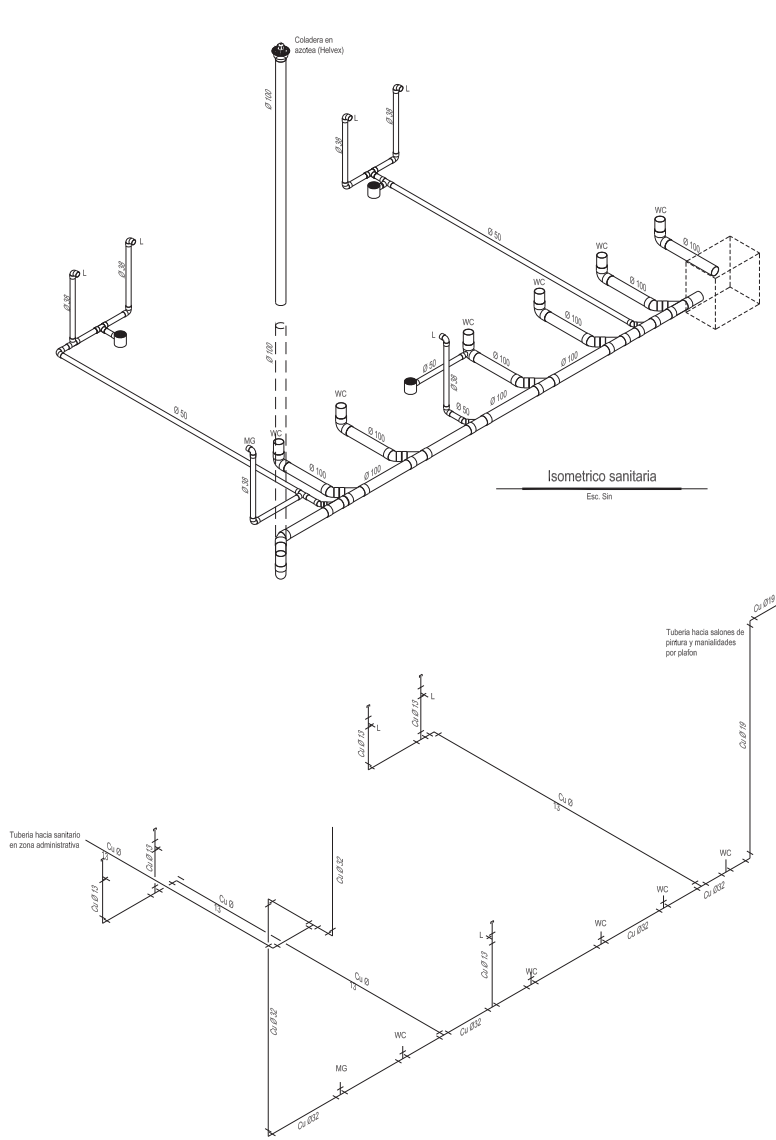 Coladera en
azotea (Helvex)
Ø 100
L
Ø 38
L
Ø 38
Ø 50
WC
Ø 100
WC
Ø 100
WC
Ø 100
L
Ø 38
L
Ø 38
Ø 50
WC
Ø 100
Ø 100
L
Ø 50
Ø 38
Ø 50
Ø 100
Ø 100
WC
Ø 100
Ø 100
MG
WC
Ø 38
Ø 100
Isometrico sanitaria
Esc. Sin
Cu Ø19
Tuberia hacia salones de
pintura y manialidades
por plafon
Cu Ø 19
L
Cu Ø 13
L
Cu Ø 13
Cu Ø
13
Tuberia hacia sanitario
en zona administrativa
Cu Ø
13
Cu Ø 13
Cu Ø 13
Cu Ø
13
Cu Ø 32
WC
Cu Ø32
WC
Cu Ø32
WC
L
Cu Ø 13
WC
Cu Ø
13
Cu Ø 32
Cu Ø32
WC
MG
Cu Ø32